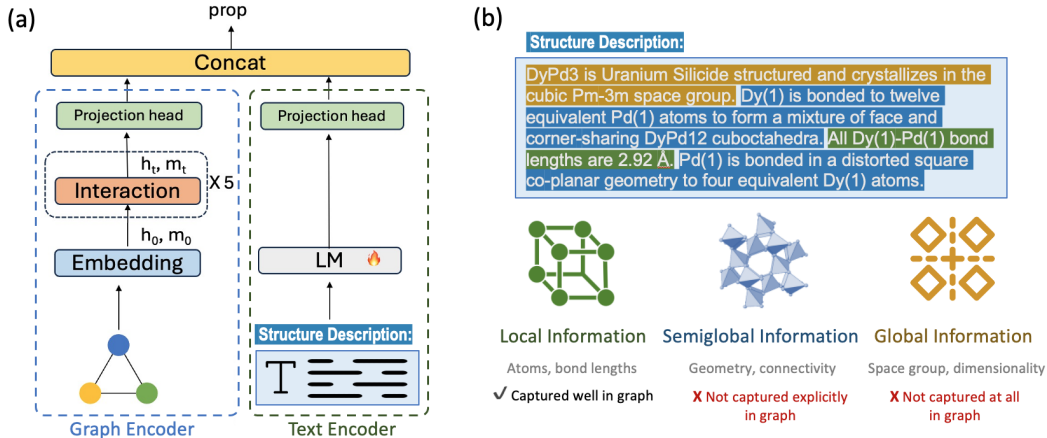 (a)
prop
Concat
Projection head
Projection head
hₜ, mₜ
Interaction
X 5
h₀, m₀
Embedding
LM
Structure Description:
T
Graph Encoder
Text Encoder
(b)
Structure Description:
DyPd3 is Uranium Silicide structured and crystallizes in the
cubic Pm-3m space group. Dy(1) is bonded to twelve
equivalent Pd(1) atoms to form a mixture of face and
corner-sharing DyPd12 cuboctahedra. All Dy(1)-Pd(1) bond
lengths are 2.92 Å. Pd(1) is bonded in a distorted square
co-planar geometry to four equivalent Dy(1) atoms.
Local Information
Atoms, bond lengths
✓ Captured well in graph
Semiglobal Information
Geometry, connectivity
X Not captured explicitly
in graph
Global Information
Space group, dimensionality
X Not captured at all
in graph